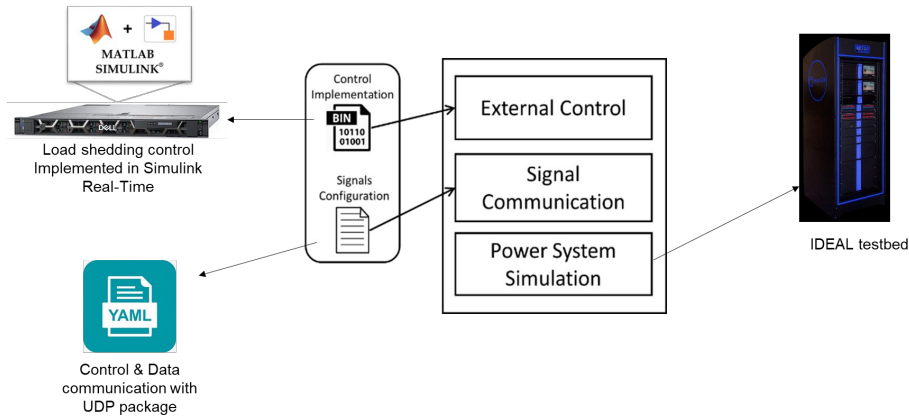 MATLAB
SIMULINK®
DELL
Load shedding control
Implemented in Simulink
Real-Time
Control
Implementation
BIN
10110
01001
Signals
Configuration
External Control
Signal
Communication
Power System
Simulation
IDEAL testbed
YAML
Control & Data
communication with
UDP package